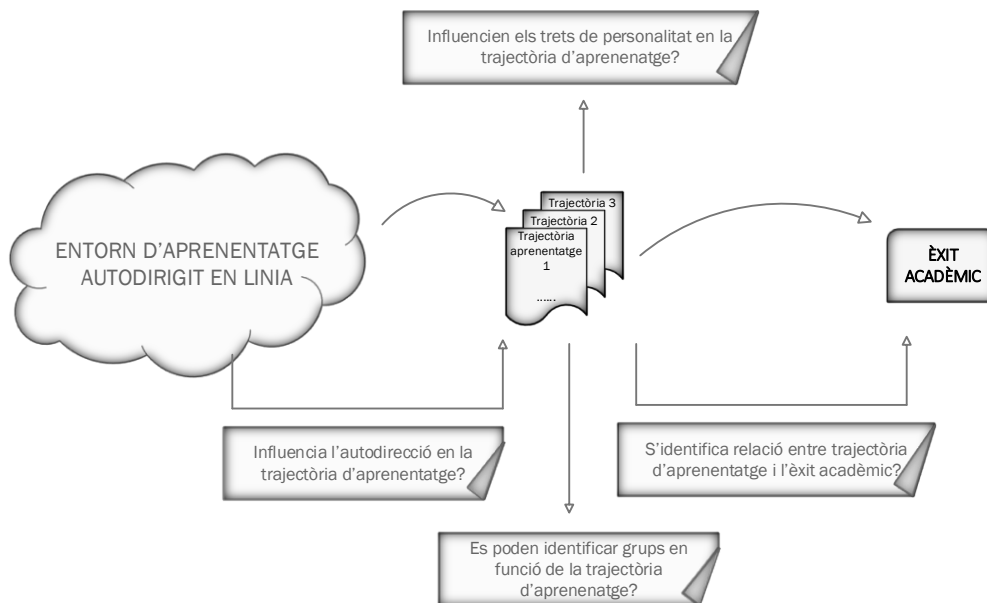 Influencien els trets de personalitat en la
trajectòria d'aprenenatge?
ENTORN D'APRENENTATGE
AUTODIRIGIT EN LINIA
Trajectòria 3
Trajectòria 2
Trajectòria
aprenentatge
1
......
ÈXIT
ACADÈMIC
Influencia l'autodirecció en la
trajectòria d'aprenentatge?
S'identifica relació entre trajectòria
d'aprenentatge i l'èxit acadèmic?
Es poden identificar grups en
funció de la trajectòria
d'aprenenatge?